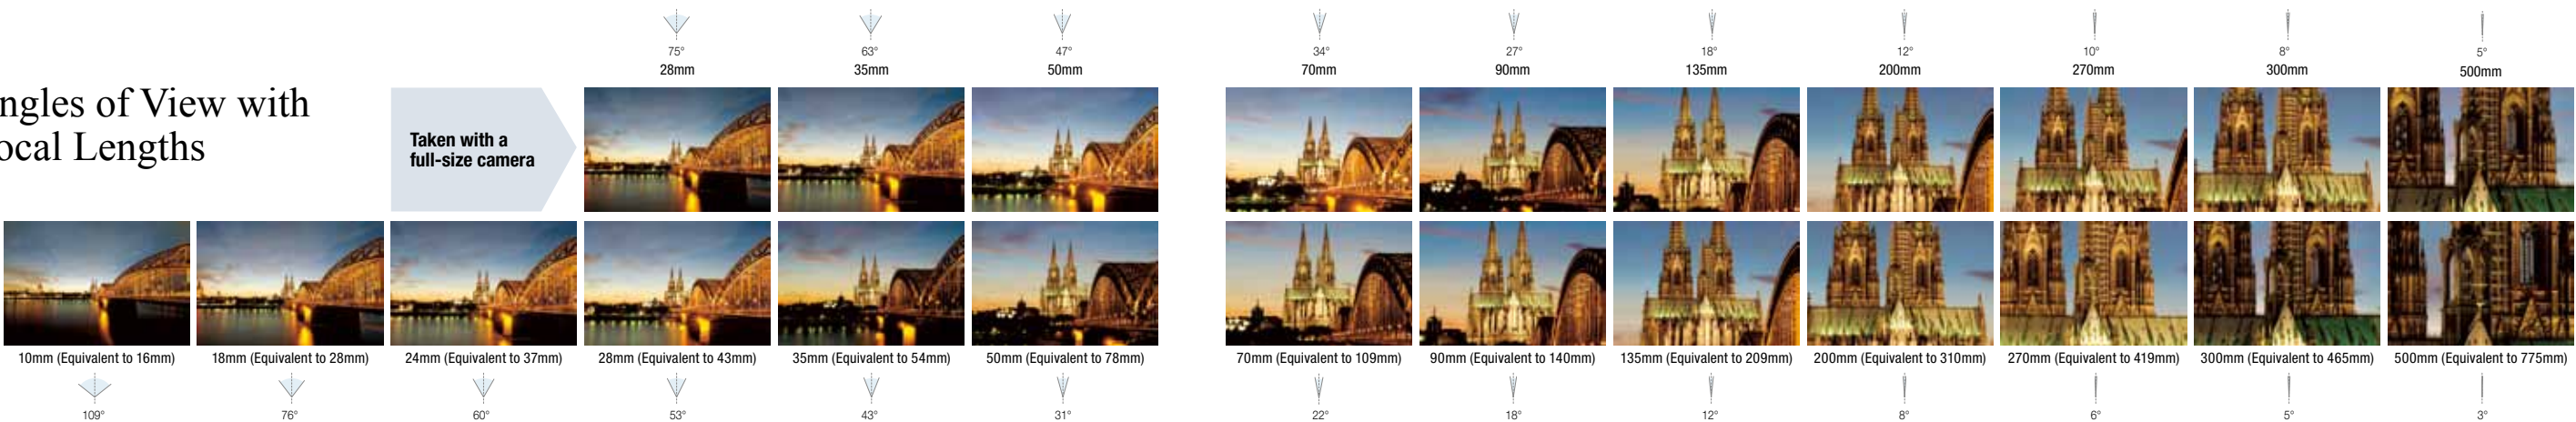 75°
63°
47°
34°
27°
18°
12°
10°
8°
5°
28mm
35mm
50mm
70mm
90mm
135mm
200mm
270mm
300mm
500mm
ngles of View with
ocal Lengths
Taken with a
full-size camera
10mm (Equivalent to 16mm)
18mm (Equivalent to 28mm)
24mm (Equivalent to 37mm)
28mm (Equivalent to 43mm)
35mm (Equivalent to 54mm)
50mm (Equivalent to 78mm)
70mm (Equivalent to 109mm)
90mm (Equivalent to 140mm)
135mm (Equivalent to 209mm)
200mm (Equivalent to 310mm)
270mm (Equivalent to 419mm)
300mm (Equivalent to 465mm)
500mm (Equivalent to 775mm)
109°
76°
60°
53°
43°
31°
22°
18°
12°
8°
6°
5°
3°